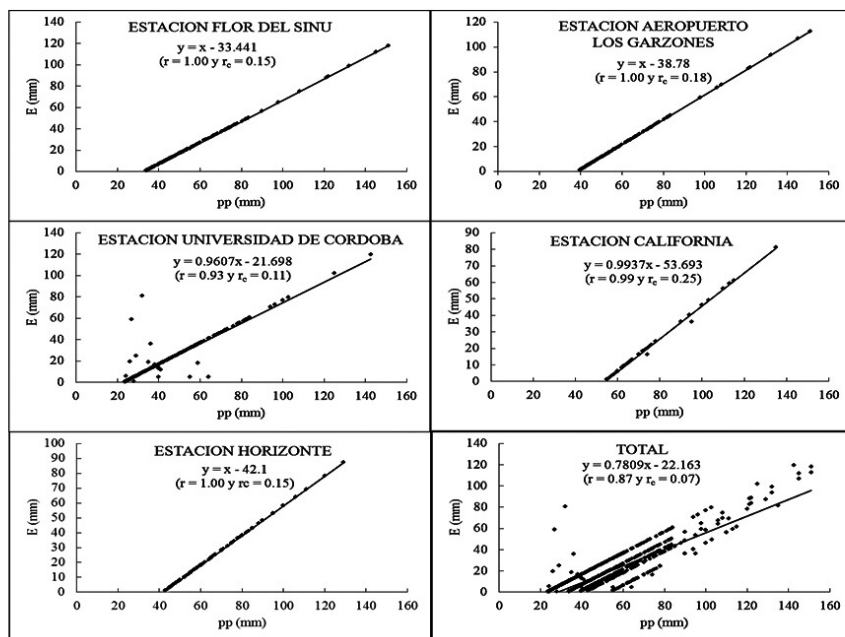 ESTACION FLOR DEL SINU
y = x - 33.441
(r = 1.00 y rc = 0.15)
E (mm)
120
100
80
60
40
20
0
0 20 40 60 80 100 120 140 160
pp (mm)
ESTACION AEROPUERTO
LOS GARZONES
y = x - 38.78
(r = 1.00 y rc = 0.18)
E (mm)
120
100
80
60
40
20
0
0 20 40 60 80 100 120 140 160
pp (mm)
ESTACION UNIVERSIDAD DE CORDOBA
y = 0.9607x - 21.698
(r = 0.93 y rc = 0.11)
E (mm)
140
120
100
80
60
40
20
0
0 20 40 60 80 100 120 140 160
pp (mm)
ESTACION CALIFORNIA
y = 0.9937x - 53.693
(r = 0.99 y rc = 0.25)
E (mm)
90
80
70
60
50
40
30
20
10
0
0 20 40 60 80 100 120 140 160
pp (mm)
ESTACION HORIZONTE
y = x - 42.1
(r = 1.00 y rc = 0.15)
E (mm)
100
90
80
70
60
50
40
30
20
10
0
0 20 40 60 80 100 120 140
pp (mm)
TOTAL
y = 0.7809x - 22.163
(r = 0.87 y rc = 0.07)
E (mm)
140
120
100
80
60
40
20
0
0 20 40 60 80 100 120 140 160
pp (mm)